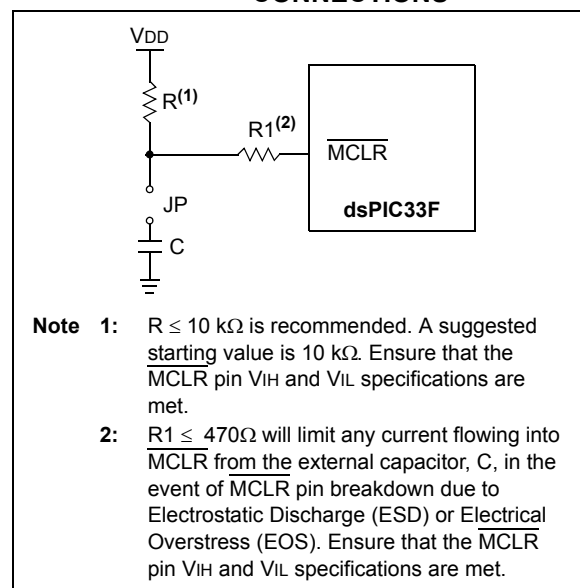 CONNECTIONS
VDD
R(1)
R1(2)
MCLR
JP
dsPIC33F
C
Note 1: R ≤ 10 kΩ is recommended. A suggested
starting value is 10 kΩ. Ensure that the
MCLR pin VIH and VIL specifications are
met.
2: R1 ≤ 470Ω will limit any current flowing into
MCLR from the external capacitor, C, in the
event of MCLR pin breakdown due to
Electrostatic Discharge (ESD) or Electrical
Overstress (EOS). Ensure that the MCLR
pin VIH and VIL specifications are met.